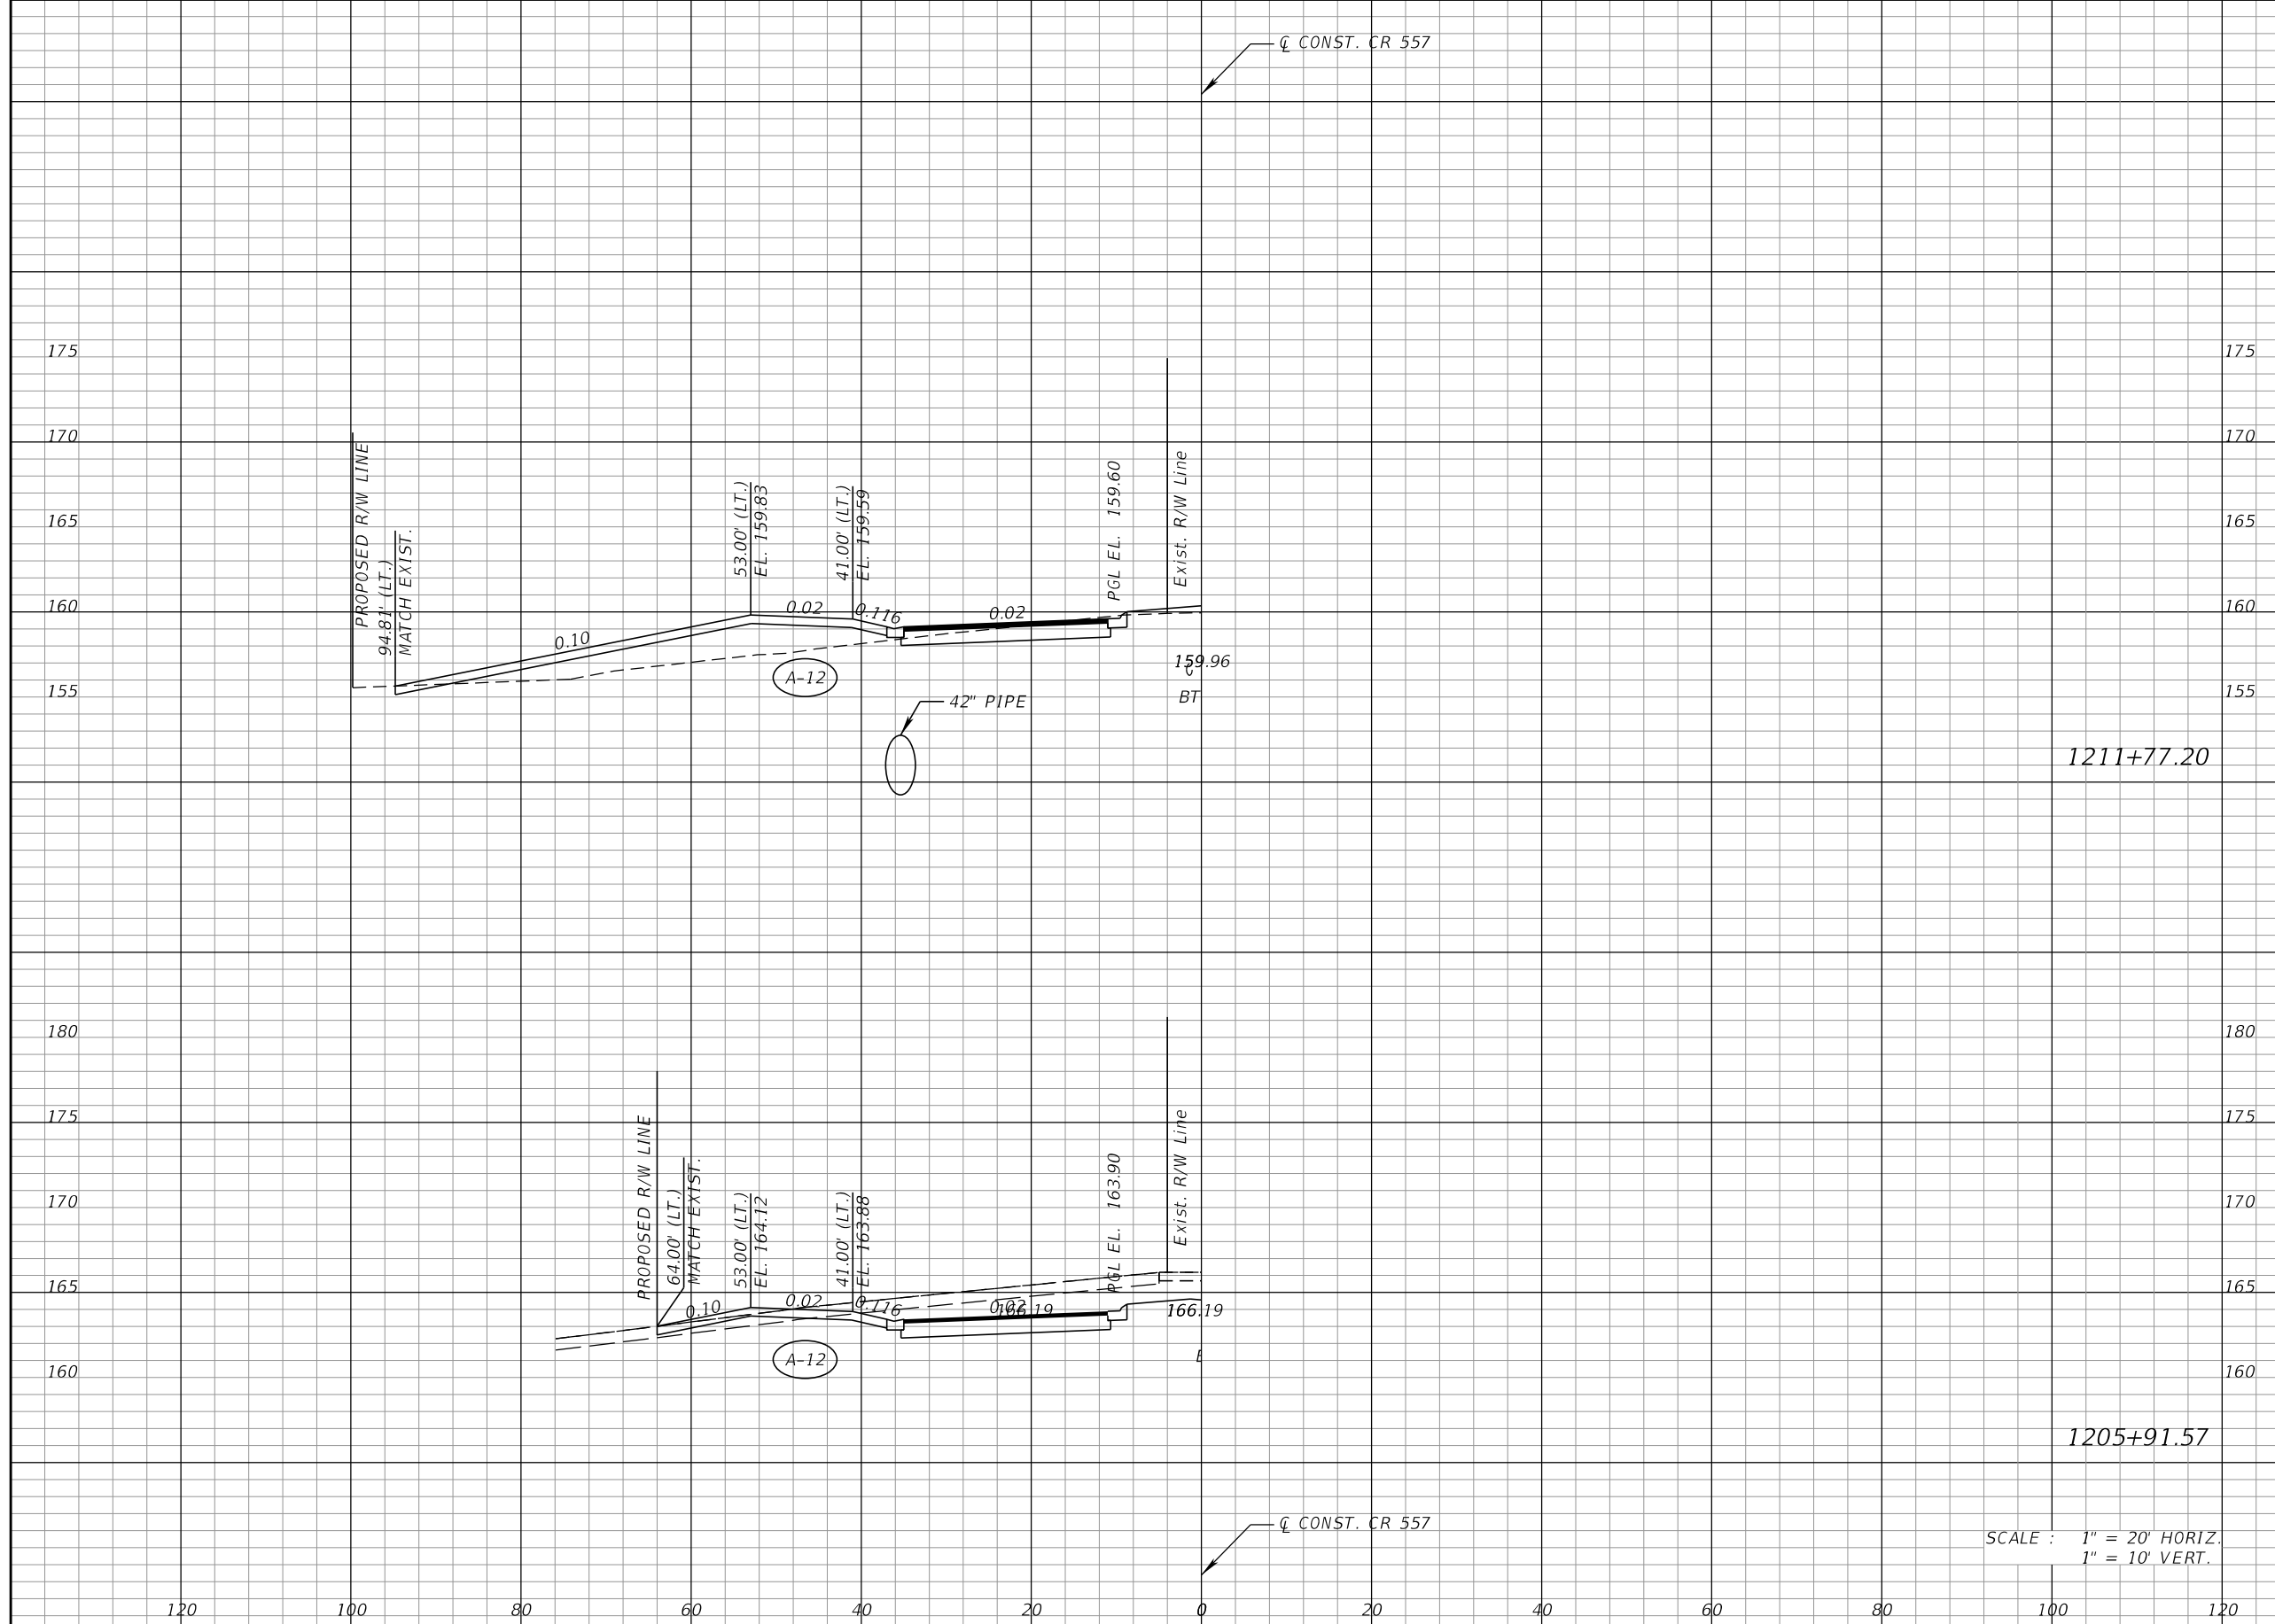 ℄ CONST. CR 557
175
175
170
170
165
165
160
160
155
155
PROPOSED R/W LINE
94.81' (LT.)
MATCH EXIST.
53.00' (LT.)
EL. 159.83
41.00' (LT.)
EL. 159.59
PGL EL. 159.60
Exist. R/W Line
0.10
0.02
0.116
0.02
A-12
159.96
BT
42" PIPE
1211+77.20
180
180
175
175
170
170
165
165
160
160
PROPOSED R/W LINE
64.00' (LT.)
MATCH EXIST.
53.00' (LT.)
EL. 164.12
41.00' (LT.)
EL. 163.88
PGL EL. 163.90
Exist. R/W Line
0.10
0.02
0.116
0.02
166.19
166.19
A-12
1205+91.57
℄ CONST. CR 557
SCALE : 1" = 20' HORIZ.
1" = 10' VERT.
120 100 80 60 40 20 0 20 40 60 80 100 120